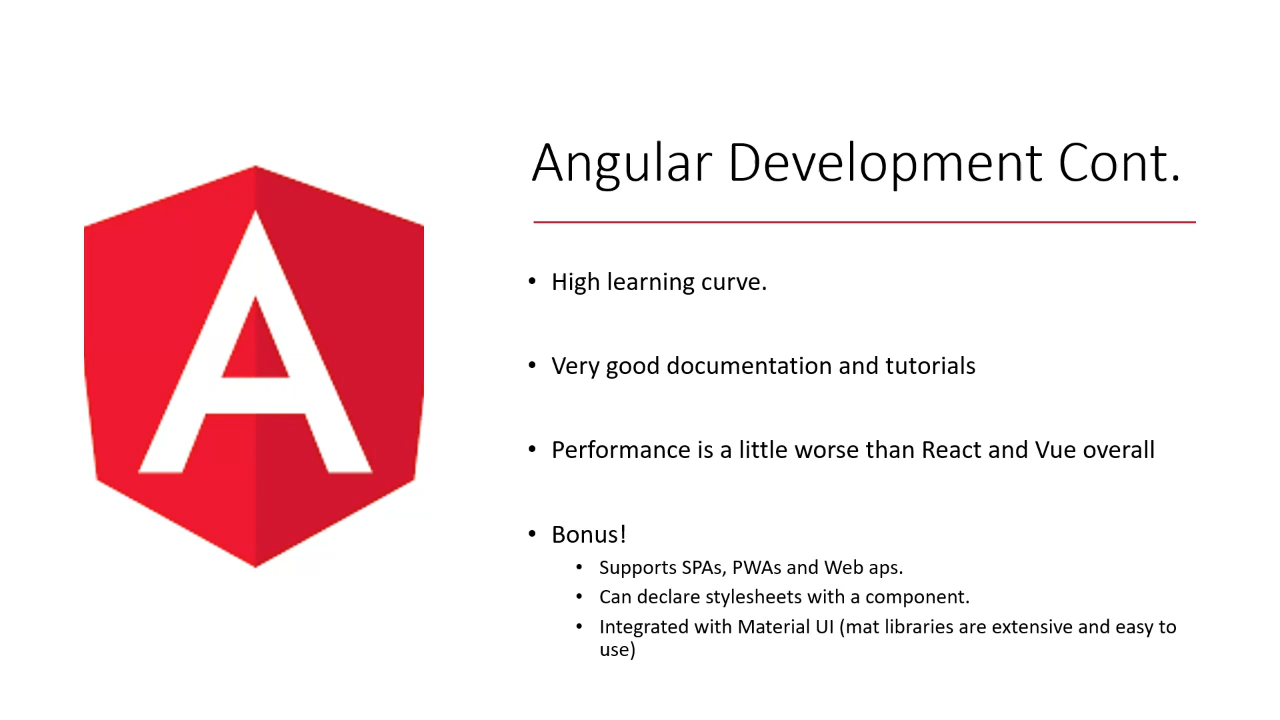 Angular Development Cont.
• High learning curve.
• Very good documentation and tutorials
• Performance is a little worse than React and Vue overall
• Bonus!
• Supports SPAs, PWAs and Web aps.
• Can declare stylesheets with a component.
• Integrated with Material UI (mat libraries are extensive and easy to
use)
A